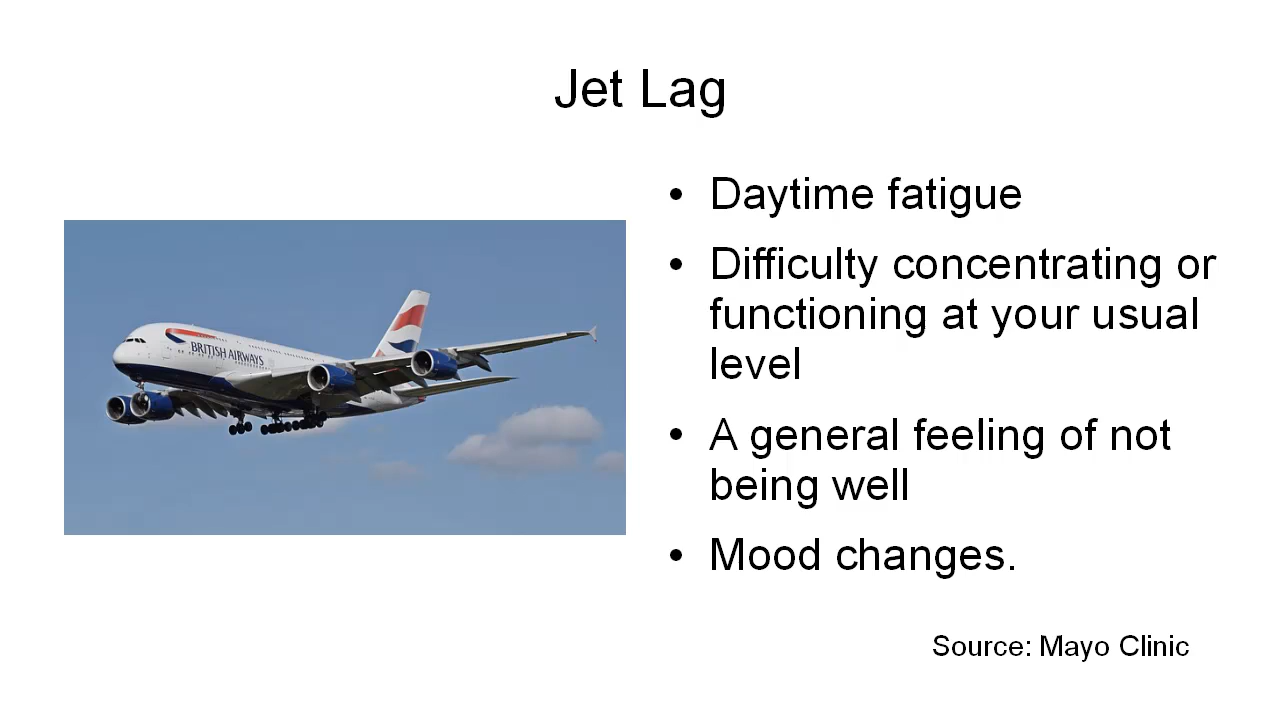 Jet Lag
• Daytime fatigue
• Difficulty concentrating or
functioning at your usual
level
• A general feeling of not
being well
• Mood changes.
BRITISH AIRWAYS
Source: Mayo Clinic